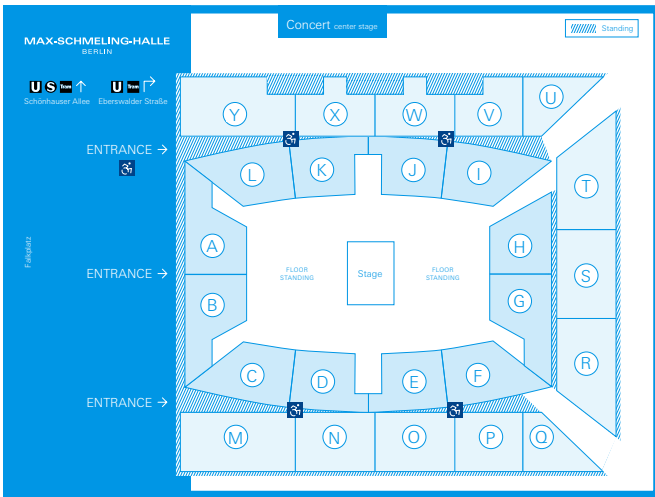 Concert center stage
Standing
MAX-SCHMELING-HALLE
BERLIN
U S Tram U Tram
Schönhauser Allee Eberswalder Straße
ENTRANCE →
ENTRANCE →
ENTRANCE →
Falkplatz
Y X W V U
L K J I
T
A H
FLOOR STANDING
Stage
FLOOR STANDING
S
B G
R
C D E F
M N O P Q